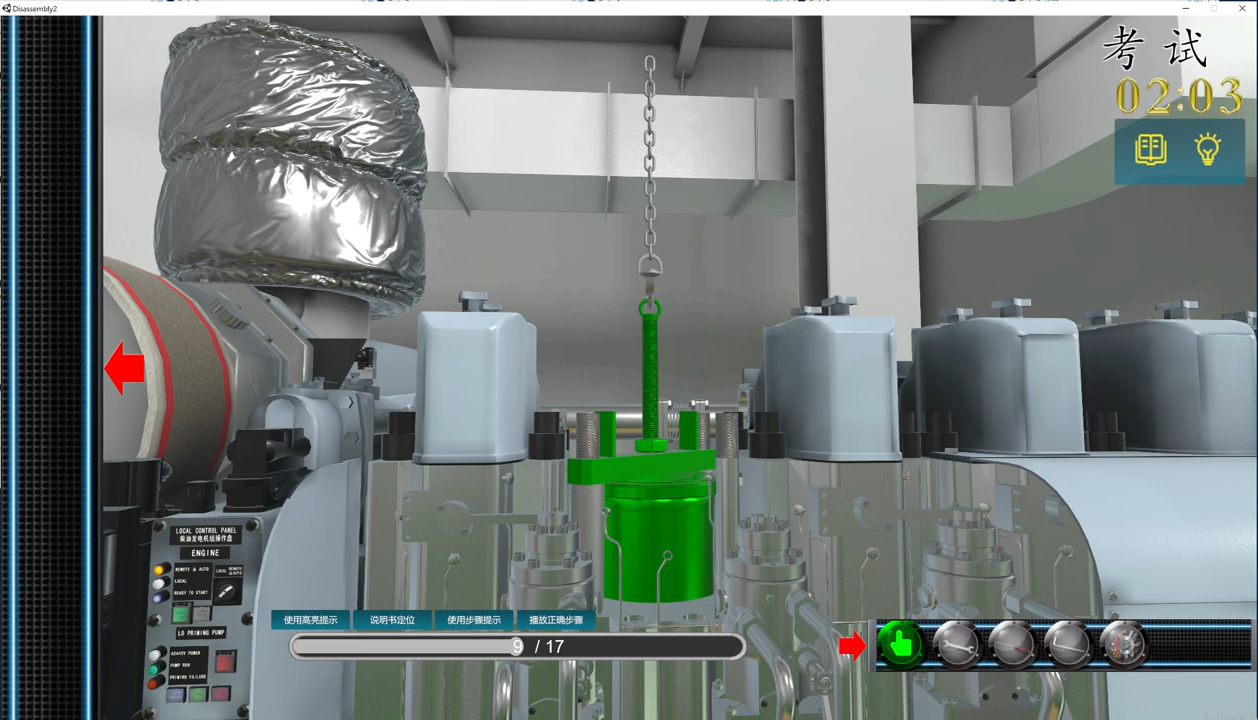 Disassembly2
考试
02:03
LOCAL CONTROL PANEL
柴油发电机组操作盘
ENGINE
REMOTE & AUTO
LOCAL
READY TO START
LOCAL REMOTE
& AUTO
LO PRIMING PUMP
AC440V POWER
PUMP RUN
PRIMING FAILURE
使用高亮提示
说明书定位
使用步骤提示
播放正确步骤
9 / 17